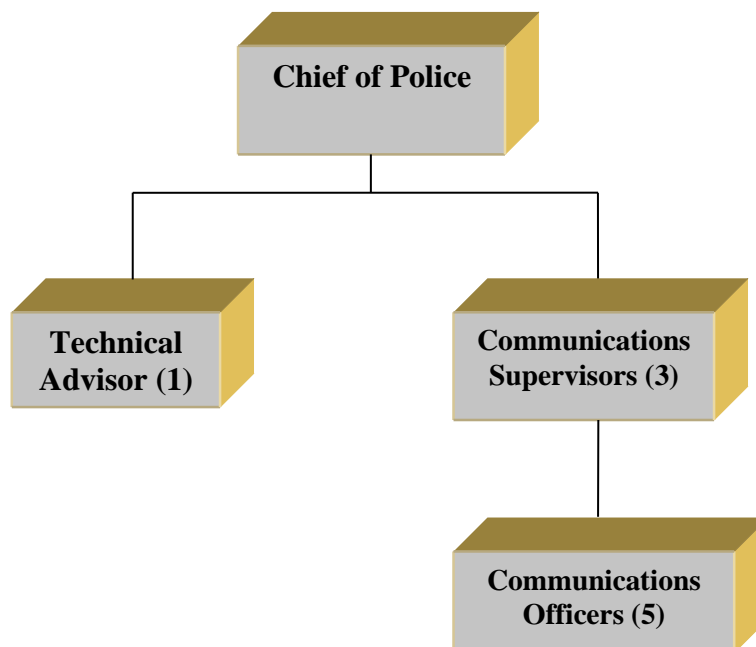 Chief of Police
Technical
Advisor (1)
Communications
Supervisors (3)
Communications
Officers (5)